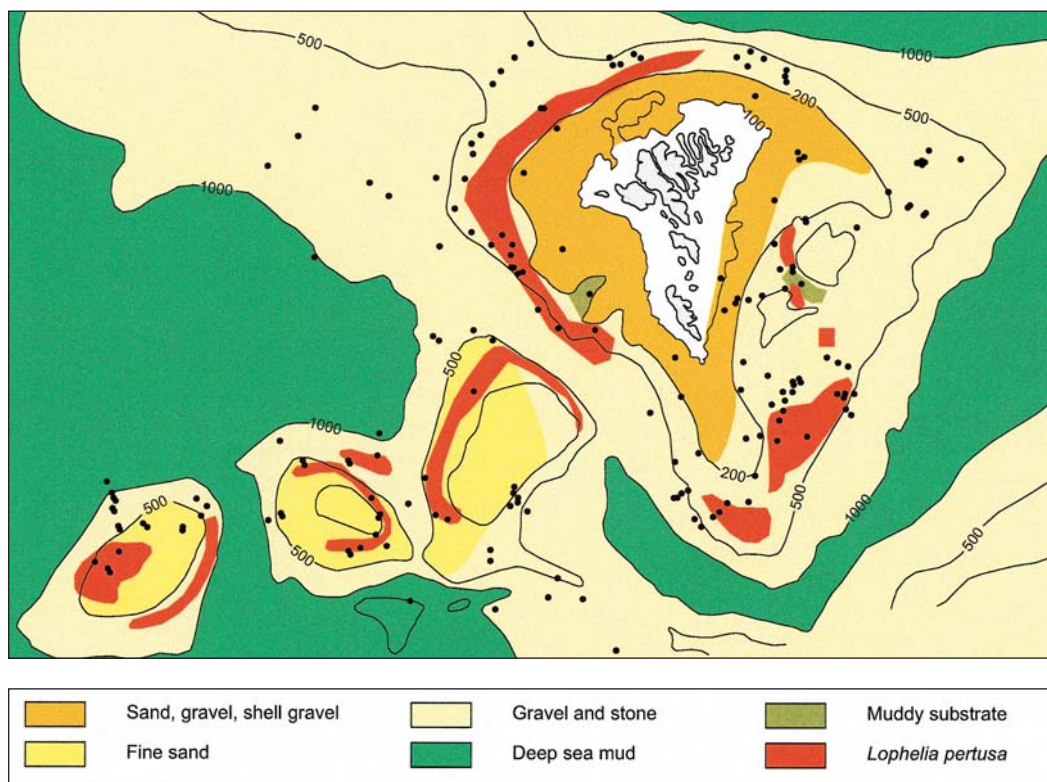 500
1000
200
500
100
1000
500
1000
200
500
1000
500
500
500
Sand, gravel, shell gravel
Gravel and stone
Muddy substrate
Fine sand
Deep sea mud
Lophelia pertusa